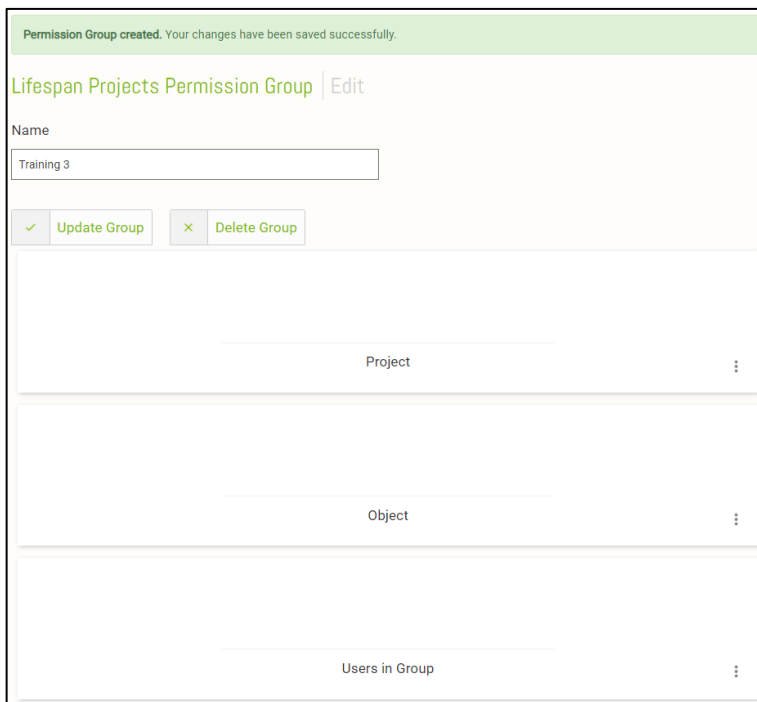 Permission Group created. Your changes have been saved successfully.
Lifespan Projects Permission Group Edit
Name
Training 3
Update Group Delete Group
Project
Object
Users in Group